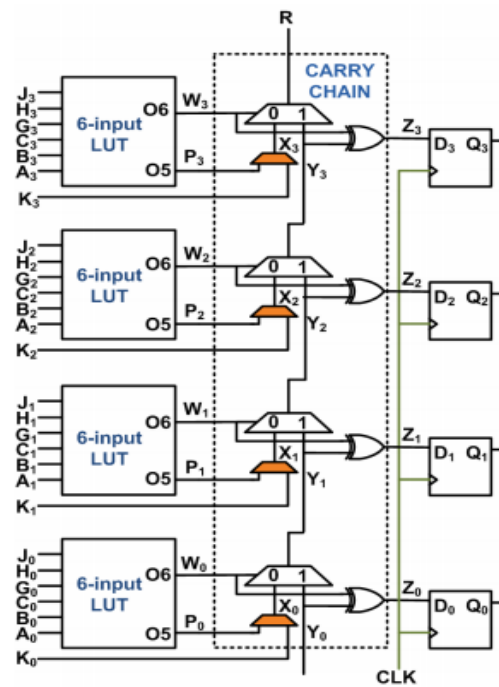 R
CARRY
CHAIN
J₃
H₃
G₃
C₃
B₃
A₃
K₃
6-input
LUT
O6
O5
W₃
P₃
0 1
X₃
Y₃
Z₃
D₃ Q₃
J₂
H₂
G₂
C₂
B₂
A₂
K₂
6-input
LUT
O6
O5
W₂
P₂
0 1
X₂
Y₂
Z₂
D₂ Q₂
J₁
H₁
G₁
C₁
B₁
A₁
K₁
6-input
LUT
O6
O5
W₁
P₁
0 1
X₁
Y₁
Z₁
D₁ Q₁
J₀
H₀
G₀
C₀
B₀
A₀
K₀
6-input
LUT
O6
O5
W₀
P₀
0 1
X₀
Y₀
Z₀
D₀ Q₀
CLK